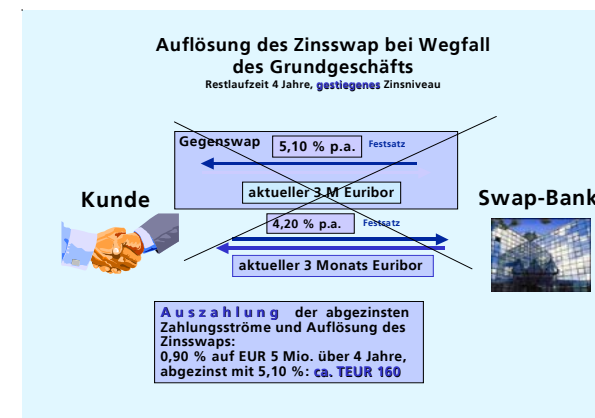 Auflösung des Zinsswap bei Wegfall
des Grundgeschäfts
Restlaufzeit 4 Jahre, gestiegenes Zinsniveau
Gegenswap
5,10 % p.a.
Festsatz
aktueller 3 M Euribor
Kunde
Swap-Bank
4,20 % p.a.
Festsatz
aktueller 3 Monats Euribor
Auszahlung der abgezinsten
Zahlungsströme und Auflösung des
Zinsswaps:
0,90 % auf EUR 5 Mio. über 4 Jahre,
abgezinst mit 5,10 %: ca. TEUR 160